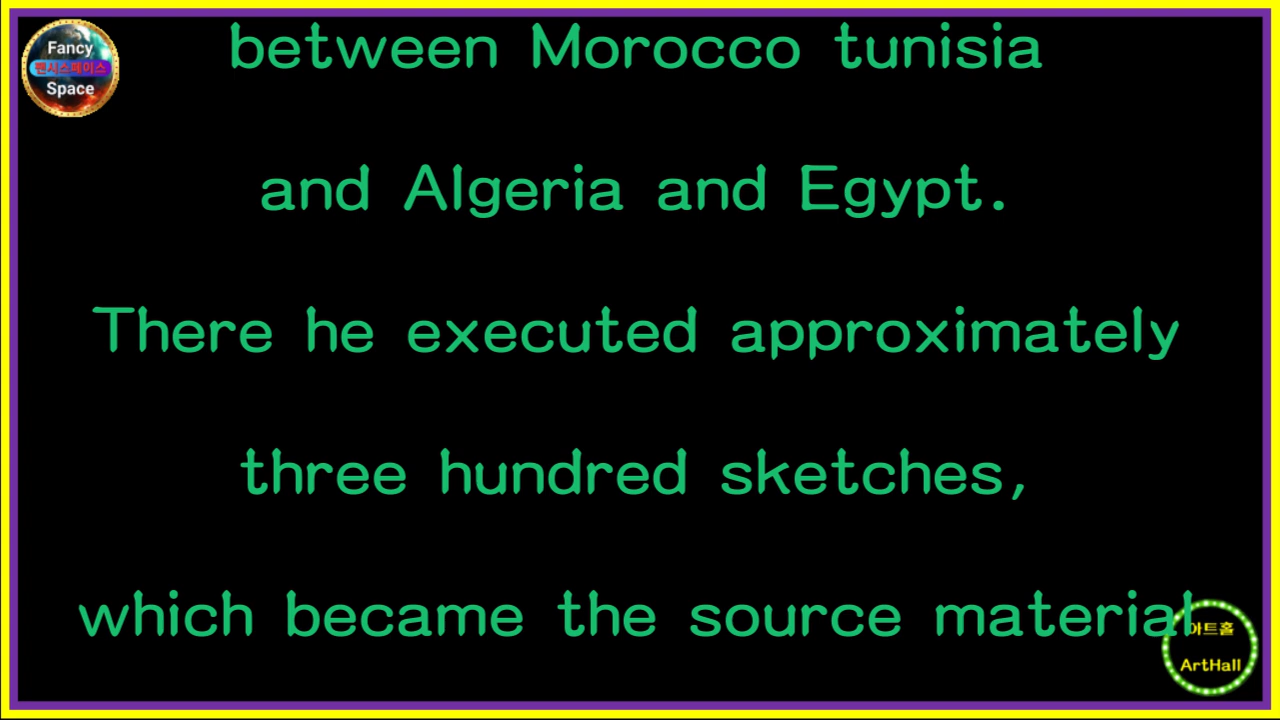 Fancy
팬시스페이스
Space
between Morocco tunisia
and Algeria and Egypt.
There he executed approximately
three hundred sketches,
which became the source material
아트홀
ArtHall